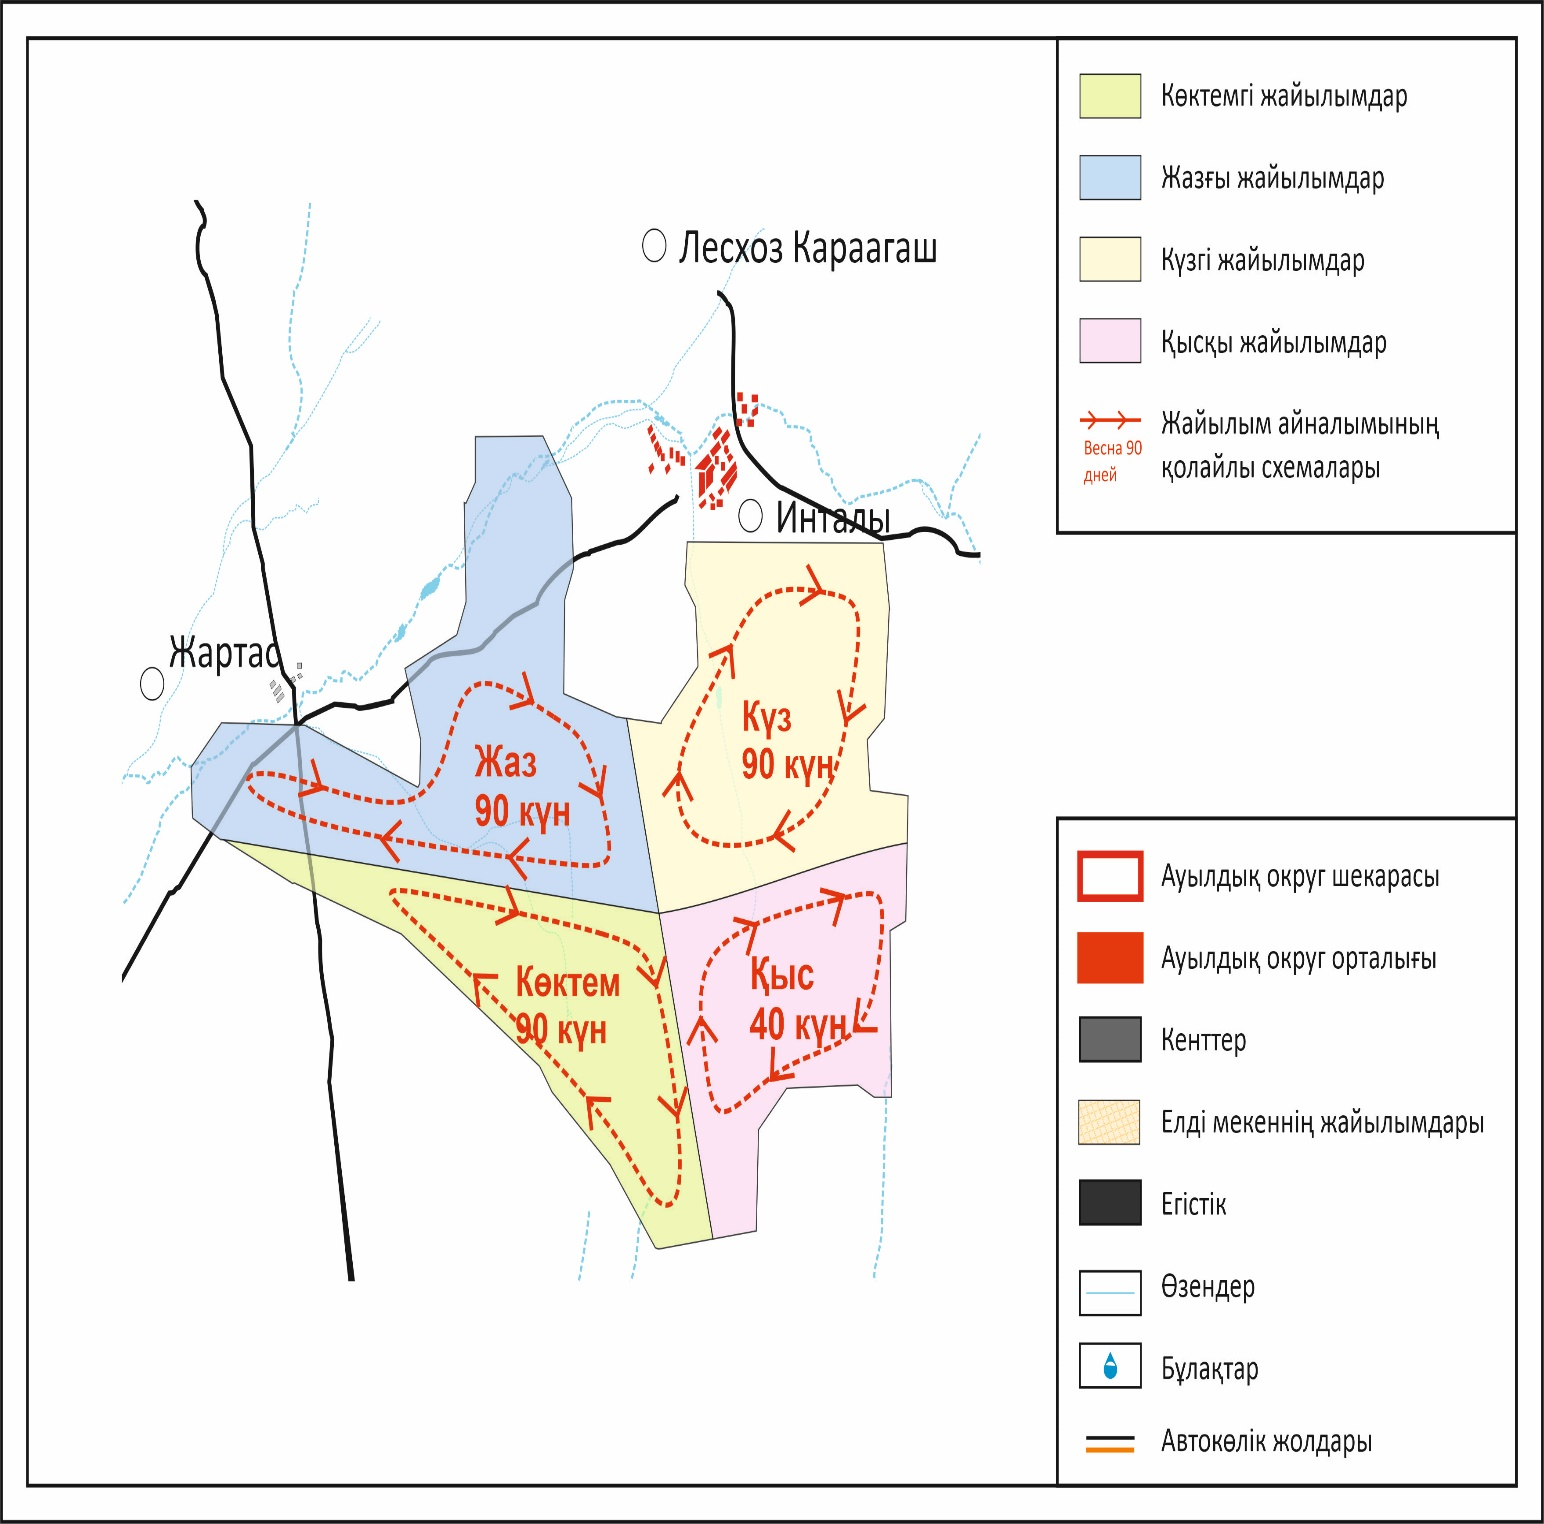 Көктемгі жайылымдар
Жазғы жайылымдар
Күзгі жайылымдар
Қысқы жайылымдар
Весна 90
дней
Жайылым айналымының
қолайлы схемалары
Лесхоз Караагаш
Инталы
Жартас
Күз
90 күн
Жаз
90 күн
Көктем
90 күн
Қыс
40 күн
Ауылдық округ шекарасы
Ауылдық округ орталығы
Кенттер
Елді мекеннің жайылымдары
Егістік
Өзендер
Бұлақтар
Автокөлік жолдары